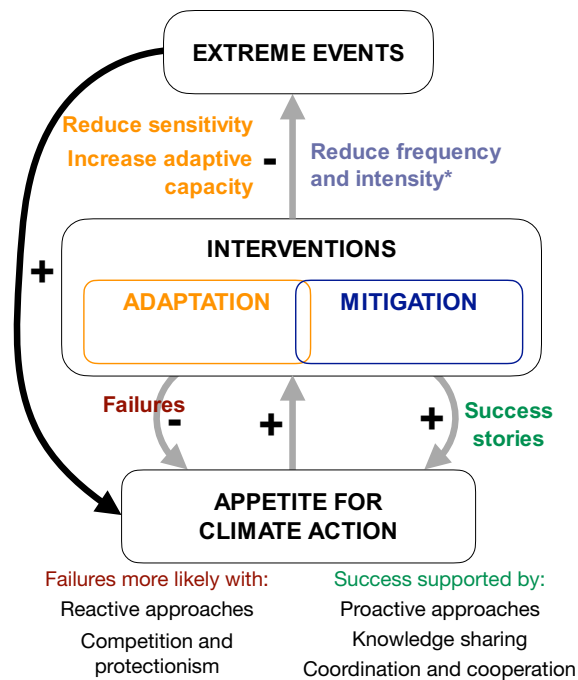 EXTREME EVENTS
Reduce sensitivity
Increase adaptive
capacity
-
Reduce frequency
and intensity*
+
INTERVENTIONS
ADAPTATION
MITIGATION
Failures
-
+
+
Success
stories
APPETITE FOR
CLIMATE ACTION
Failures more likely with:
Reactive approaches
Competition and
protectionism
Success supported by:
Proactive approaches
Knowledge sharing
Coordination and cooperation